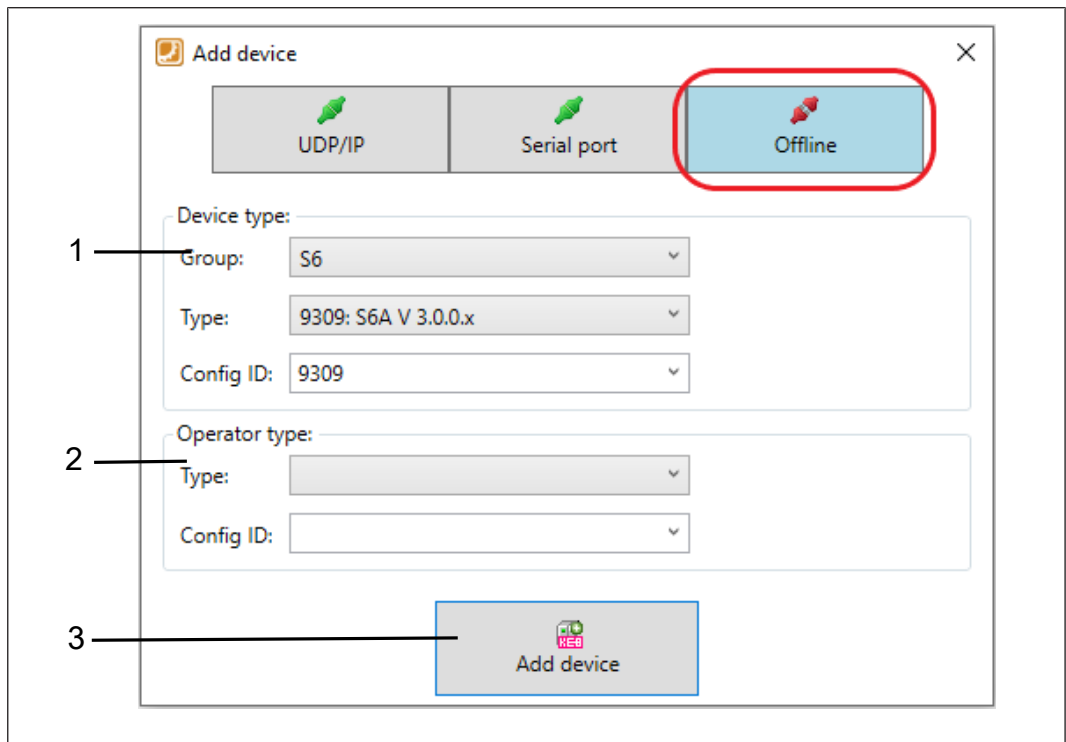 Add device
UDP/IP
Serial port
Offline
Device type:
1
Group:
S6
Type:
9309: S6A V 3.0.0.x
Config ID:
9309
Operator type:
2
Type:
Config ID:
3
KEB
Add device